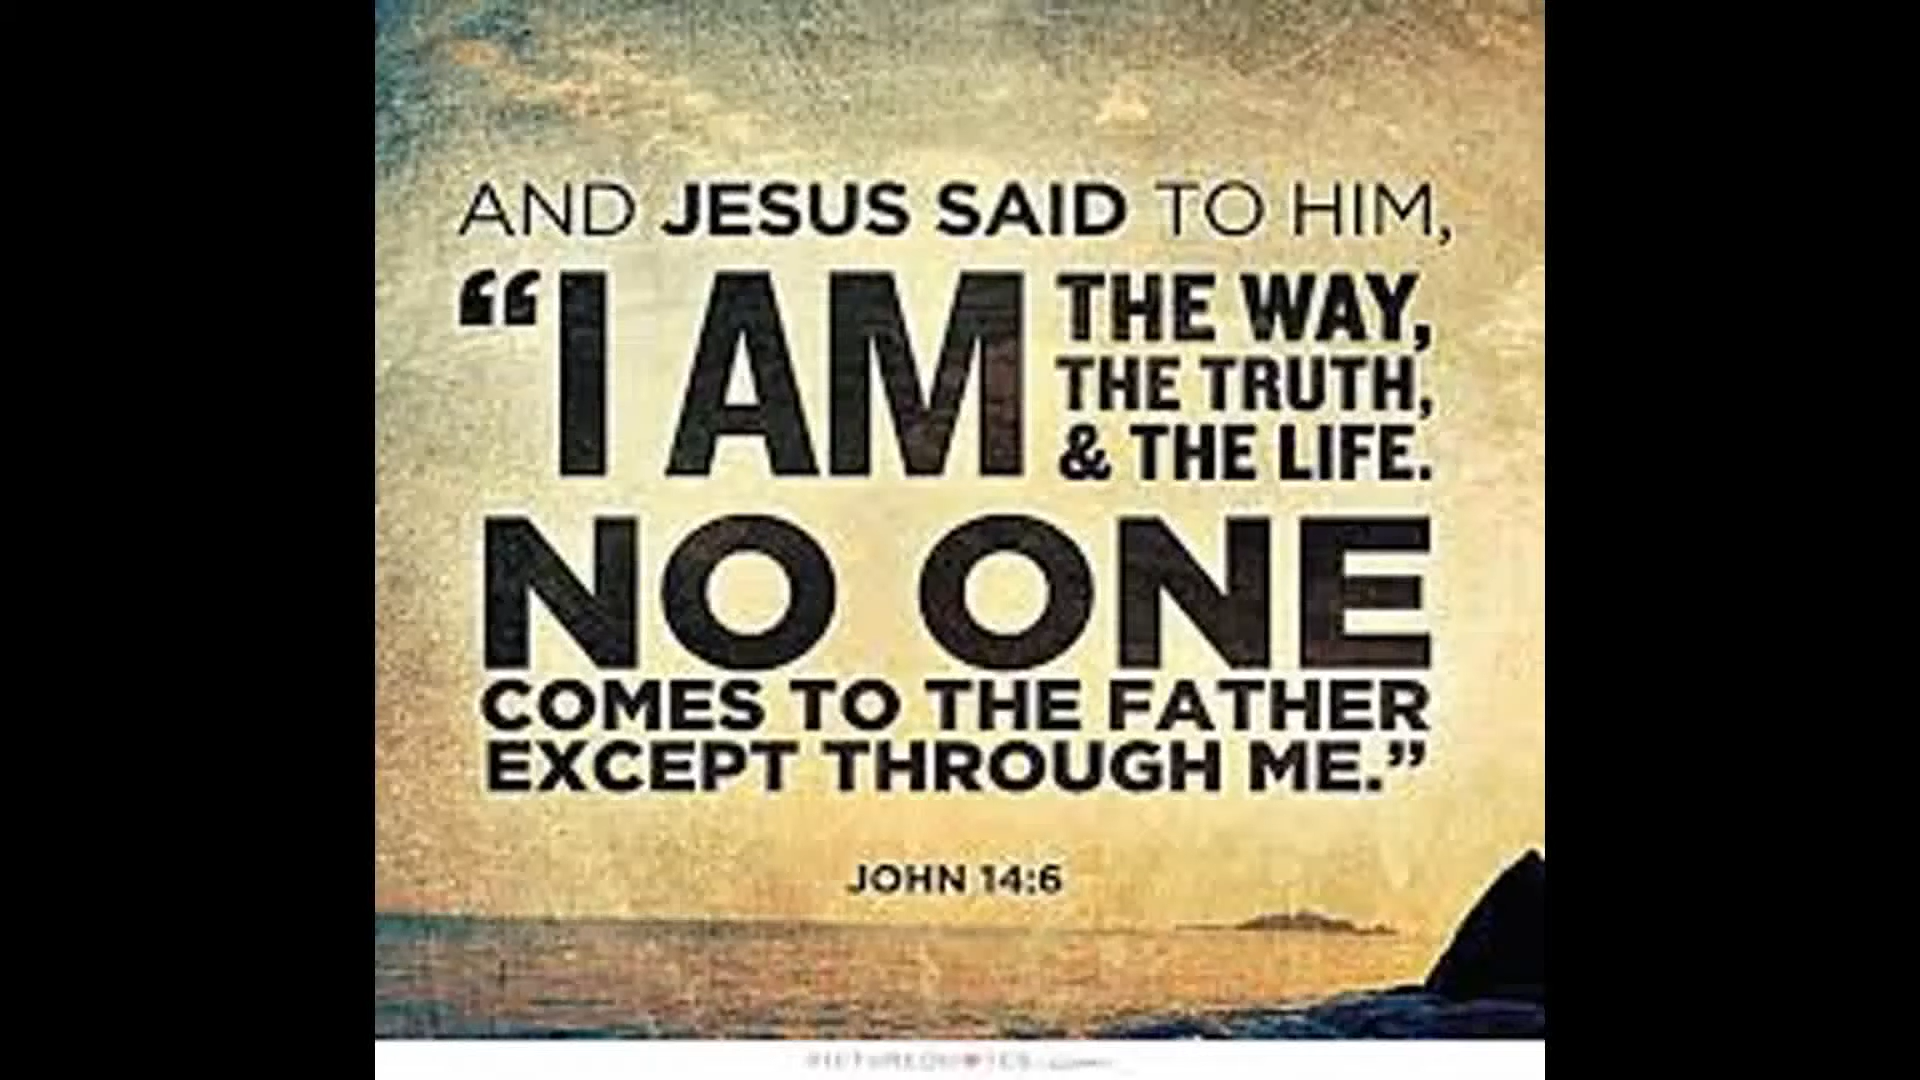 AND JESUS SAID TO HIM,
“I AM THE WAY,
THE TRUTH,
& THE LIFE.
NO ONE
COMES TO THE FATHER
EXCEPT THROUGH ME.”
JOHN 14:6